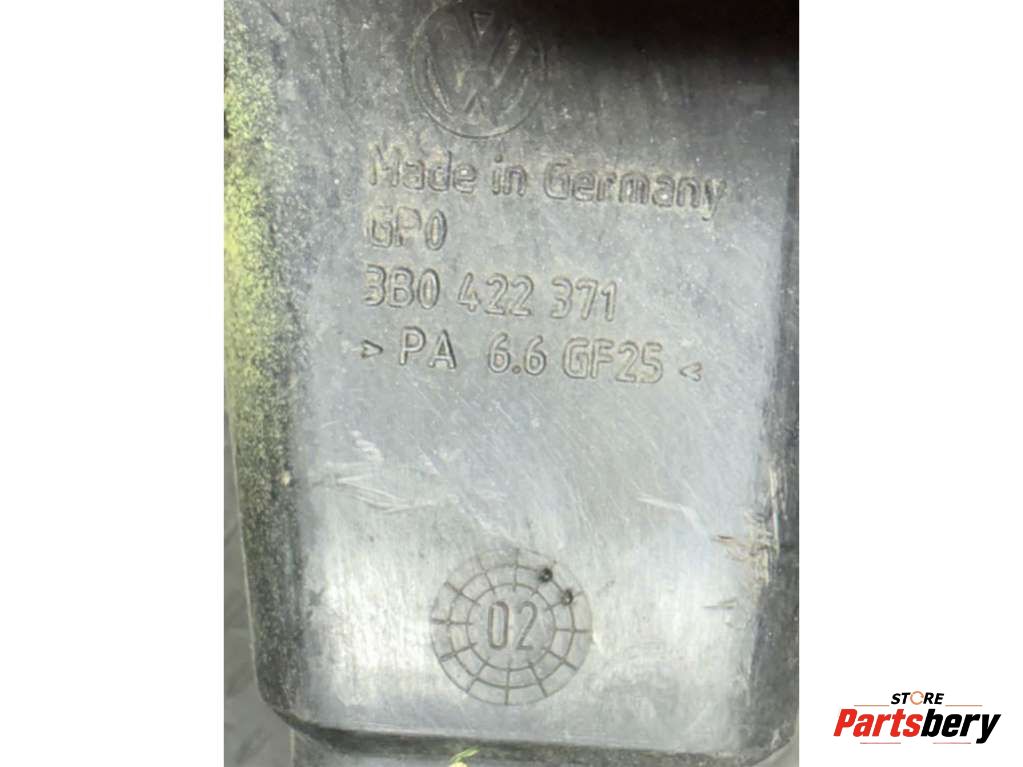 Made in Germany
GP0
3B0 422 371
> PA 6.6 GF25 <
02
STORE
Partsbery